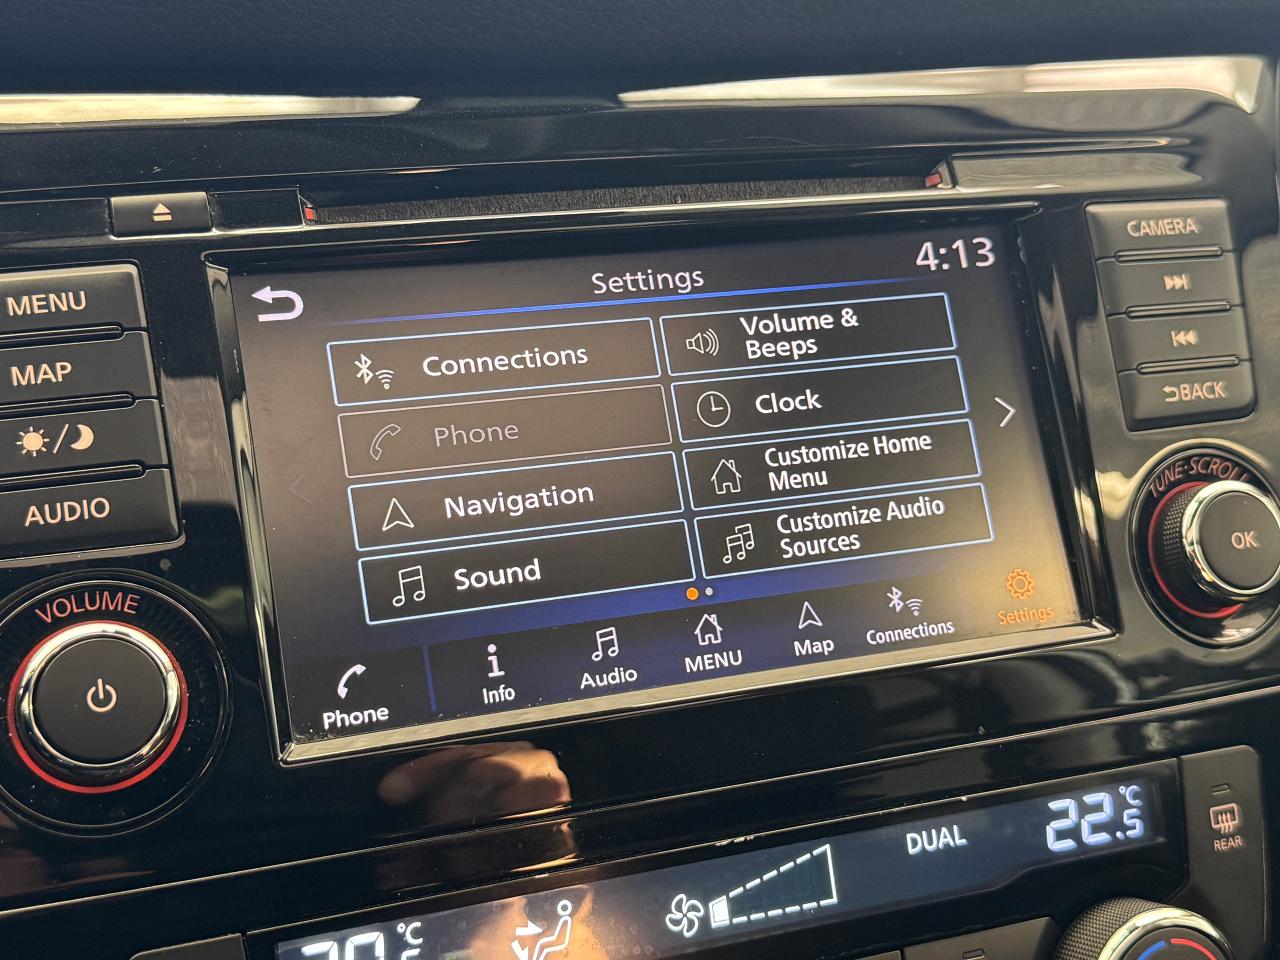 CAMERA
MENU
MAP
AUDIO
VOLUME
4:13
Settings
Connections
Volume &
Beeps
Phone
Clock
Navigation
Customize Home
Menu
Sound
Customize Audio
Sources
Phone
Info
Audio
MENU
Map
Connections
Settings
BACK
TUNE·SCROLL
OK
DUAL
22.5
°C
REAR
°C